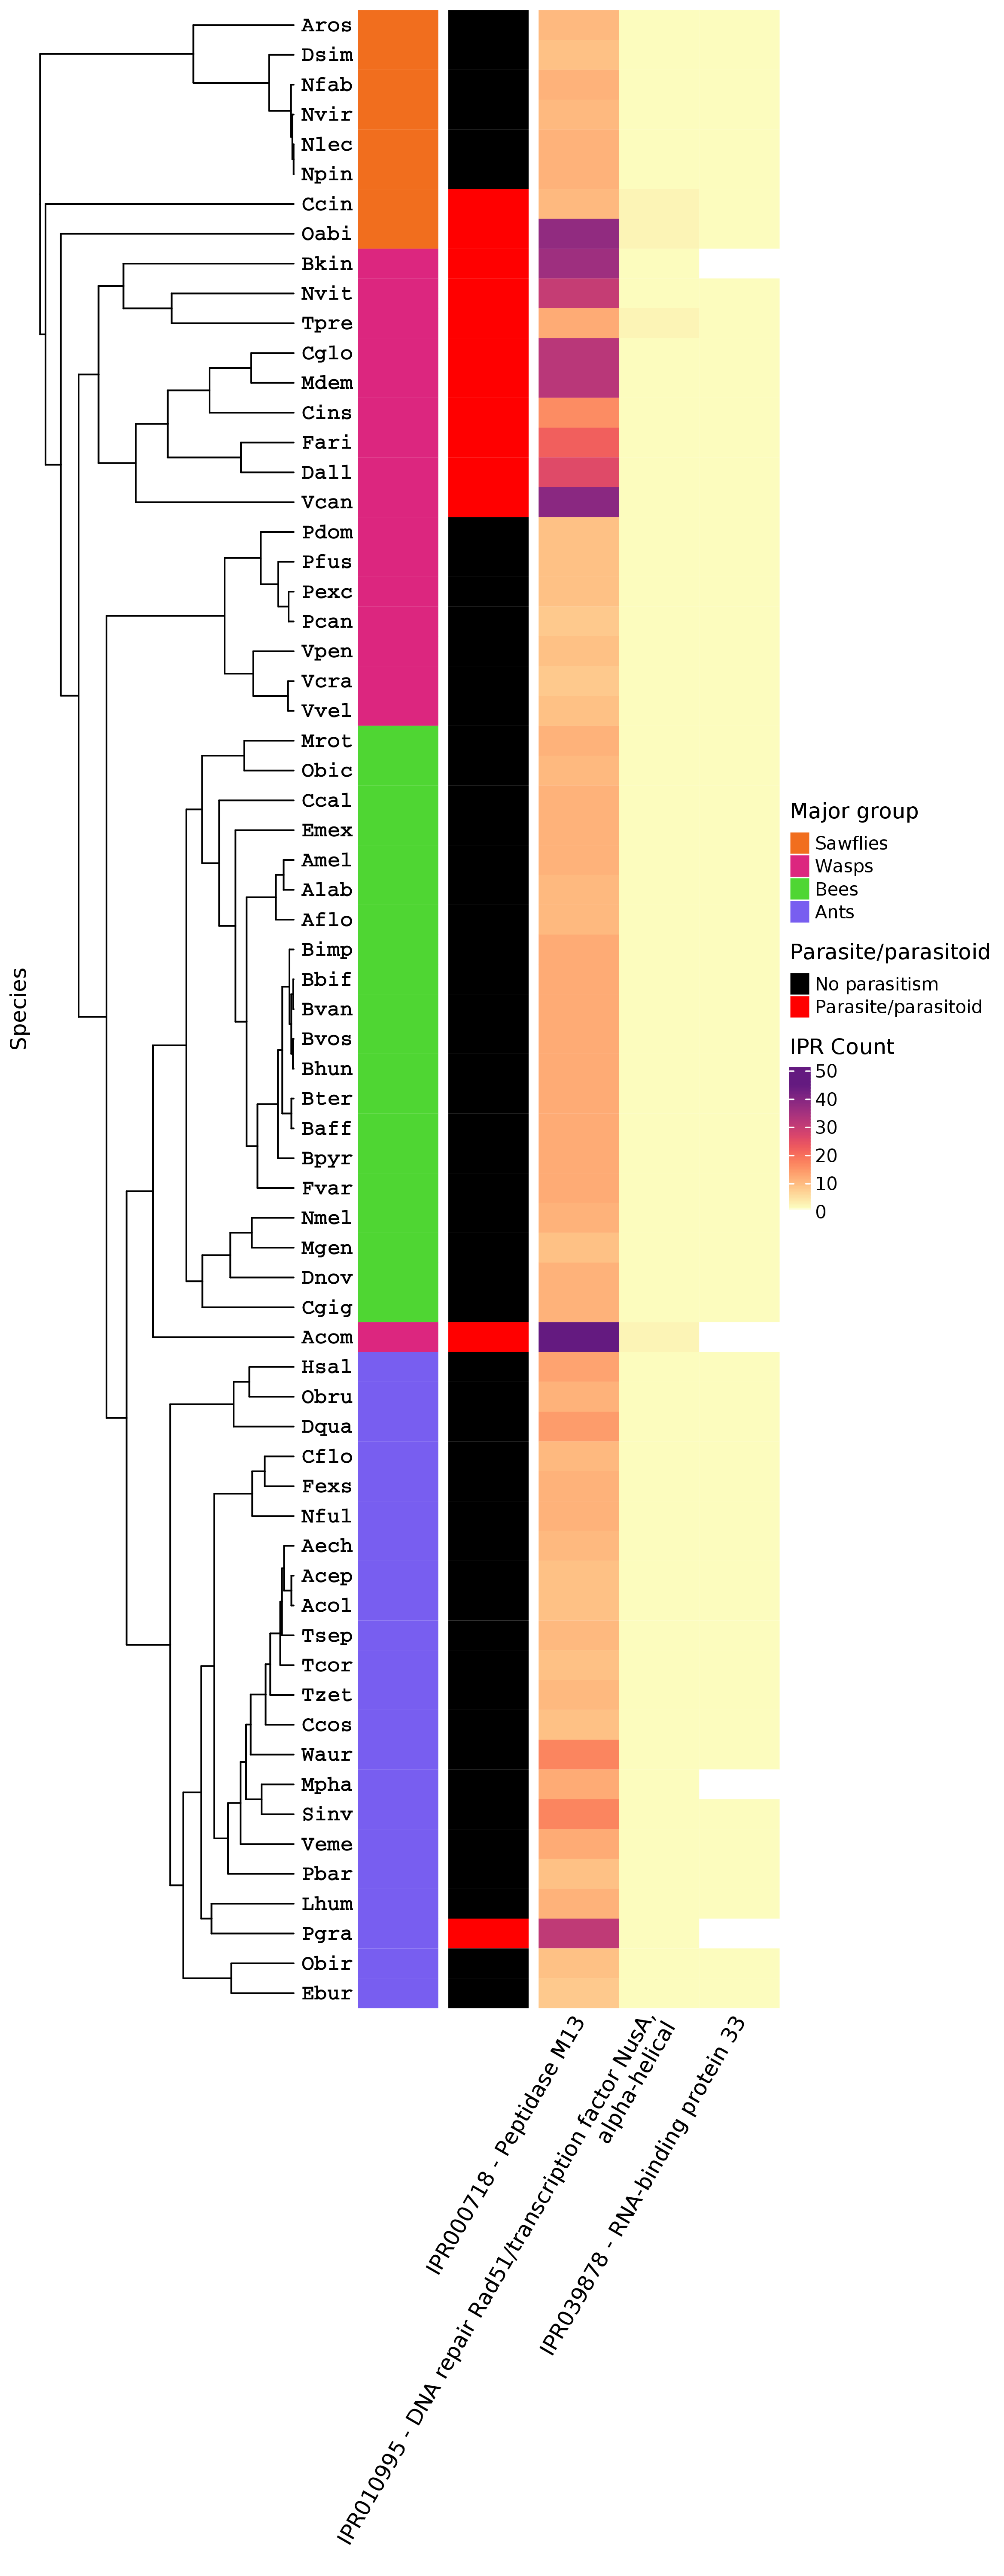 Species
Aros
Dsim
Nfab
Nvir
Nlec
Npin
Ccin
Oabi
Bkin
Nvit
Tpre
Cglo
Mdem
Cins
Fari
Dall
Vcan
Pdom
Pfus
Pexc
Pcan
Vpen
Vcra
Vvel
Mrot
Obic
Ccal
Emex
Amel
Alab
Aflo
Bimp
Bbif
Bvan
Bvos
Bhun
Bter
Baff
Bpyr
Fvar
Nmel
Mgen
Dnov
Cgig
Acom
Hsal
Obru
Dqua
Cflo
Fexs
Nful
Aech
Acep
Acol
Tsep
Tcor
Tzet
Ccos
Waur
Mpha
Sinv
Veme
Pbar
Lhum
Pgra
Obir
Ebur
Major group
Sawflies
Wasps
Bees
Ants
Parasite/parasitoid
No parasitism
Parasite/parasitoid
IPR Count
50
40
30
20
10
0
IPR000718 - Peptidase M13
IPR010995 - DNA repair Rad51/transcription factor NusA,
alpha-helical
IPR039878 - RNA-binding protein 33